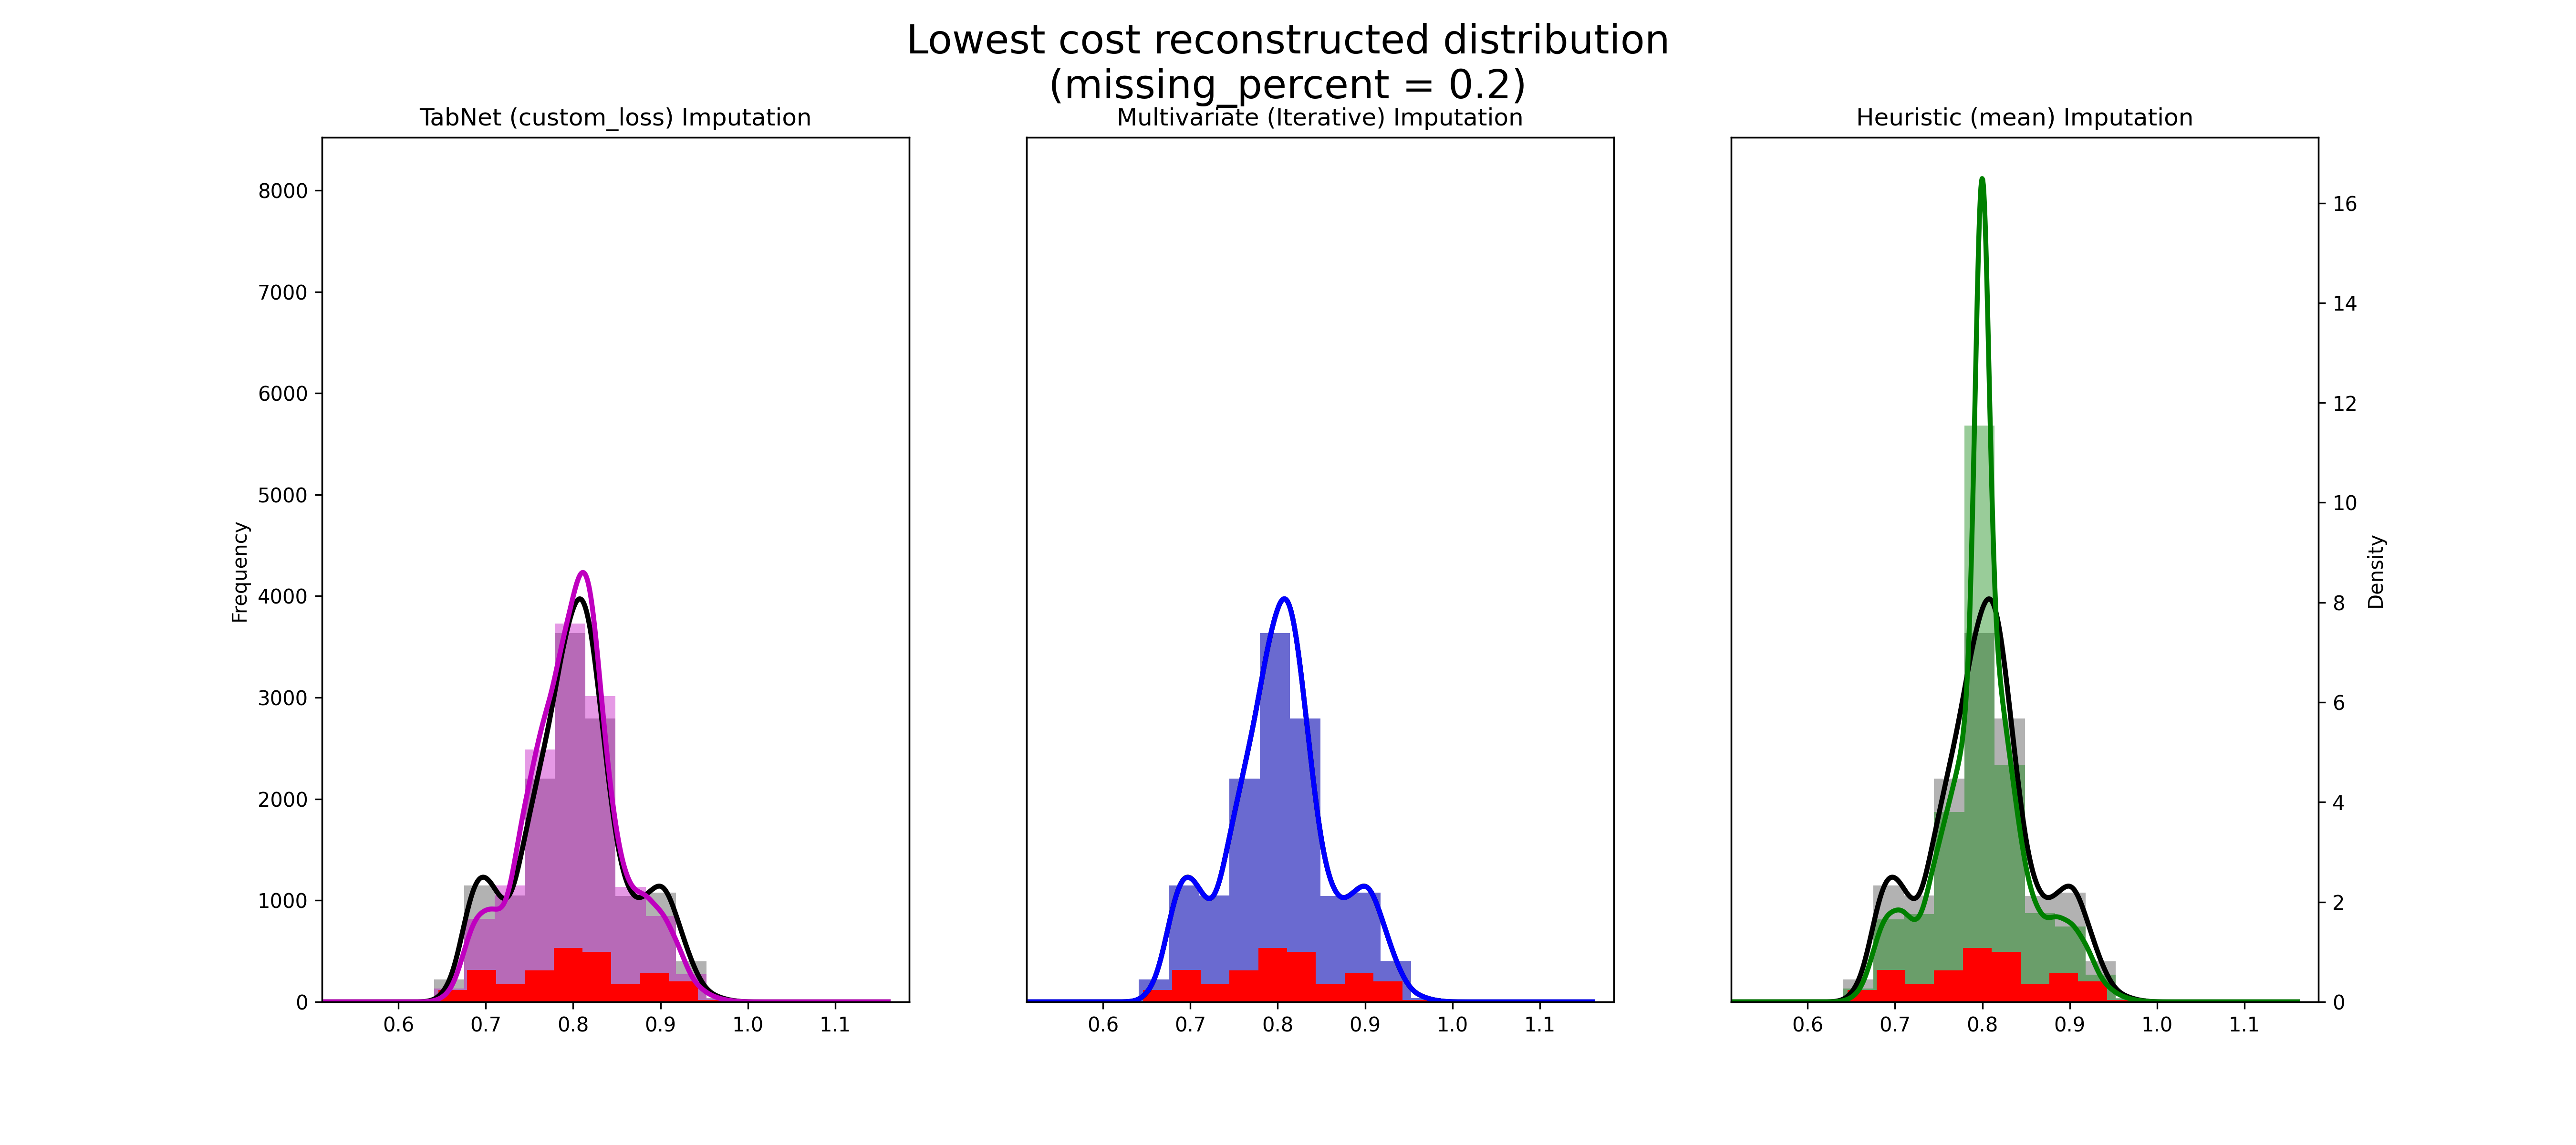 Lowest cost reconstructed distribution
(missing_percent = 0.2)
TabNet (custom_loss) Imputation
Multivariate (Iterative) Imputation
Heuristic (mean) Imputation
Frequency
8000
7000
6000
5000
4000
3000
2000
1000
0
0.6 0.7 0.8 0.9 1.0 1.1
0.6 0.7 0.8 0.9 1.0 1.1
0.6 0.7 0.8 0.9 1.0 1.1
16
14
12
10
8
6
4
2
0
Density